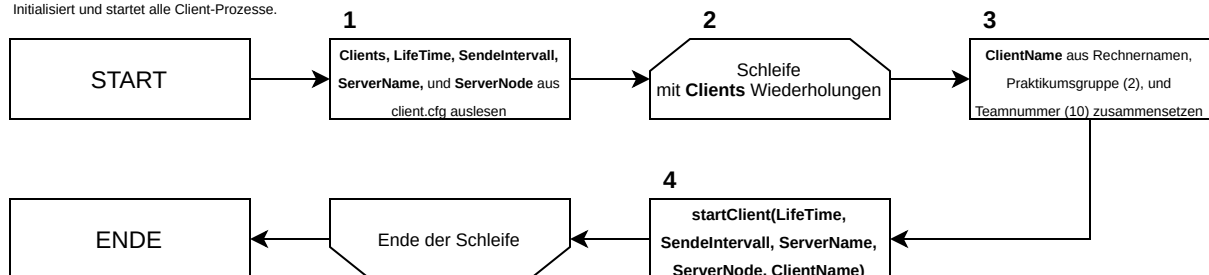 Initialisiert und startet alle Client-Prozesse.
1
2
3
START
Clients, LifeTime, SendeIntervall,
ServerName, und ServerNode aus
client.cfg auslesen
Schleife
mit Clients Wiederholungen
ClientName aus Rechnernamen,
Praktikumsgruppe (2), und
Teamnummer (10) zusammensetzen
4
ENDE
Ende der Schleife
startClient(LifeTime,
SendeIntervall, ServerName,
ServerNode, ClientName)